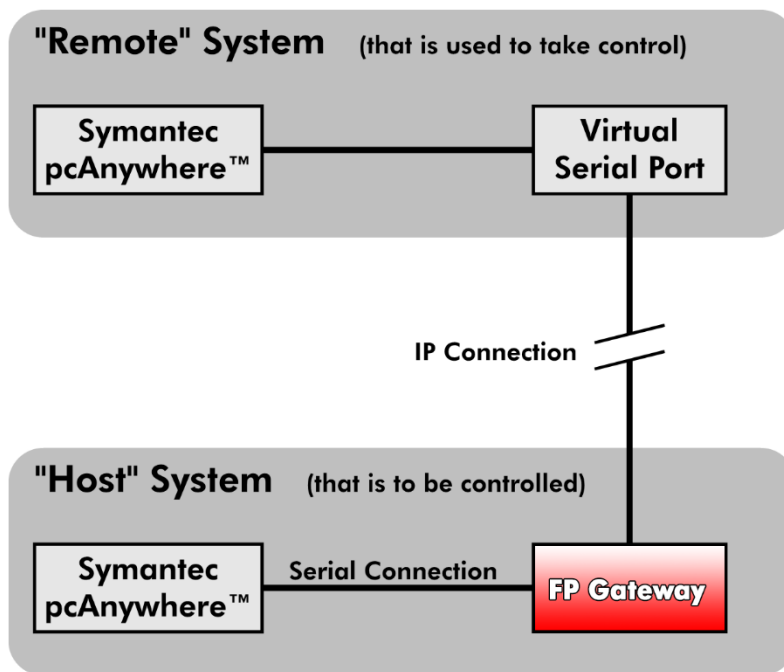 "Remote" System (that is used to take control)
Symantec
pcAnywhere™
Virtual
Serial Port
IP Connection
"Host" System (that is to be controlled)
Symantec
pcAnywhere™
Serial Connection
FP Gateway